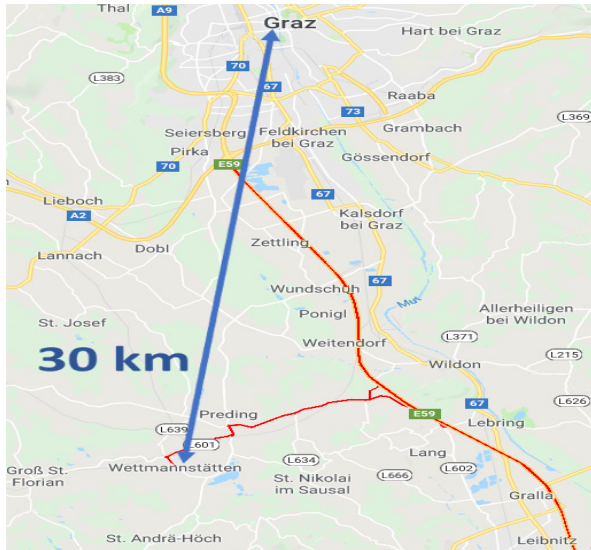 Thal
A9
Graz
Hart bei Graz
L383
70
67
Raaba
73
L369
Grambach
Seiersberg
Feldkirchen
bei Graz
Pirka
Gössendorf
70
E59
67
Lieboch
A2
Kalsdorf
bei Graz
Dobl
Zettling
Lannach
67
Wundschuh
Mur
Ponigl
Allerheiligen
bei Wildon
St. Josef
L371
Weitendorf
30 km
L215
Wildon
67
L626
Preding
E59
L639
Lebring
L601
Lang
Groß St.
Florian
Wettmannstätten
L634
L602
St. Nikolai
im Sausal
L666
Gralla
St. Andrä-Höch
Leibnitz